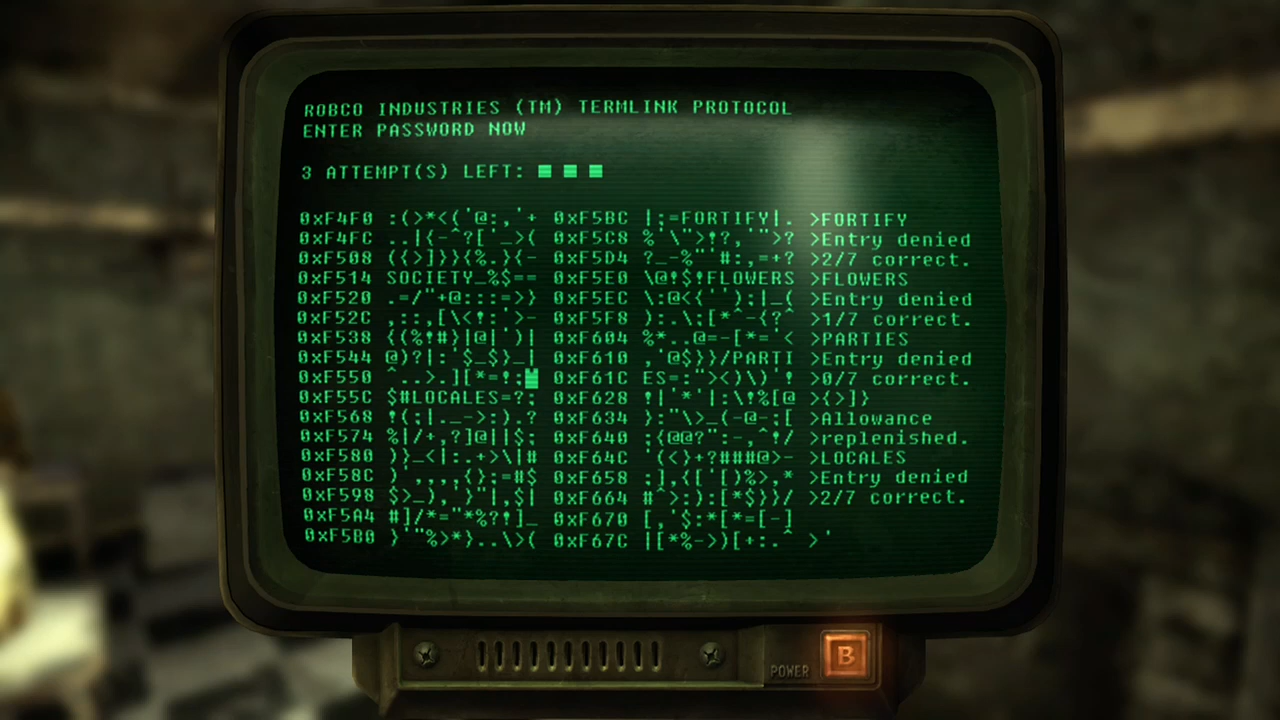 ROBCO INDUSTRIES (TM) TERMLINK PROTOCOL
ENTER PASSWORD NOW
3 ATTEMPT(S) LEFT:
0xF4F0 :(>*<('@:,'+ 0xF5BC |;=FORTIFY|. >FORTIFY
0xF4FC ..|{-^?['_>( 0xF5C8 %'\">!?,'">? >Entry denied
0xF508 ({>]}}{%.}{- 0xF5D4 ?_-%"'#:,=+? >2/7 correct.
0xF514 SOCIETY_%$== 0xF5E0 \@!$!FLOWERS >FLOWERS
0xF520 .=/"+@:::=>} 0xF5EC \:@<{''):|_( >Entry denied
0xF52C ,::,[\<!:'>- 0xF5F8 ):.\;[*^-{?^ >1/7 correct.
0xF538 {(%!#}|@|')| 0xF604 %*..@=-[*='< >PARTIES
0xF544 @)?|:'$_$}_| 0xF610 ,'@$}}/PARTI >Entry denied
0xF550 ^..>.][*=!; 0xF61C ES=:"><)\)'! >0/7 correct.
0xF55C $#LOCALES=?; 0xF628 !|'*'|:\!%[@ >{>]}
0xF568 !(;|._->:).? 0xF634 }:"\>_(-@-;[ >Allowance
0xF574 %|/+,?]@||$; 0xF640 ;{@@?":-,^!/ >replenished.
0xF580 )}_<|:.+>\|# 0xF64C '(<}+?###@>- >LOCALES
0xF58C )',,,,{};=#$ 0xF658 ;],{['[)%>,* >Entry denied
0xF598 $>_),'}"|,$| 0xF664 #^>:):[*$}}/ >2/7 correct.
0xF5A4 #]/*="*%?!]_ 0xF670 [,'$:*[*=[-]
0xF5B0 }'"%>*}..\>( 0xF67C |[*%->)[+:.^ >'
POWER
B